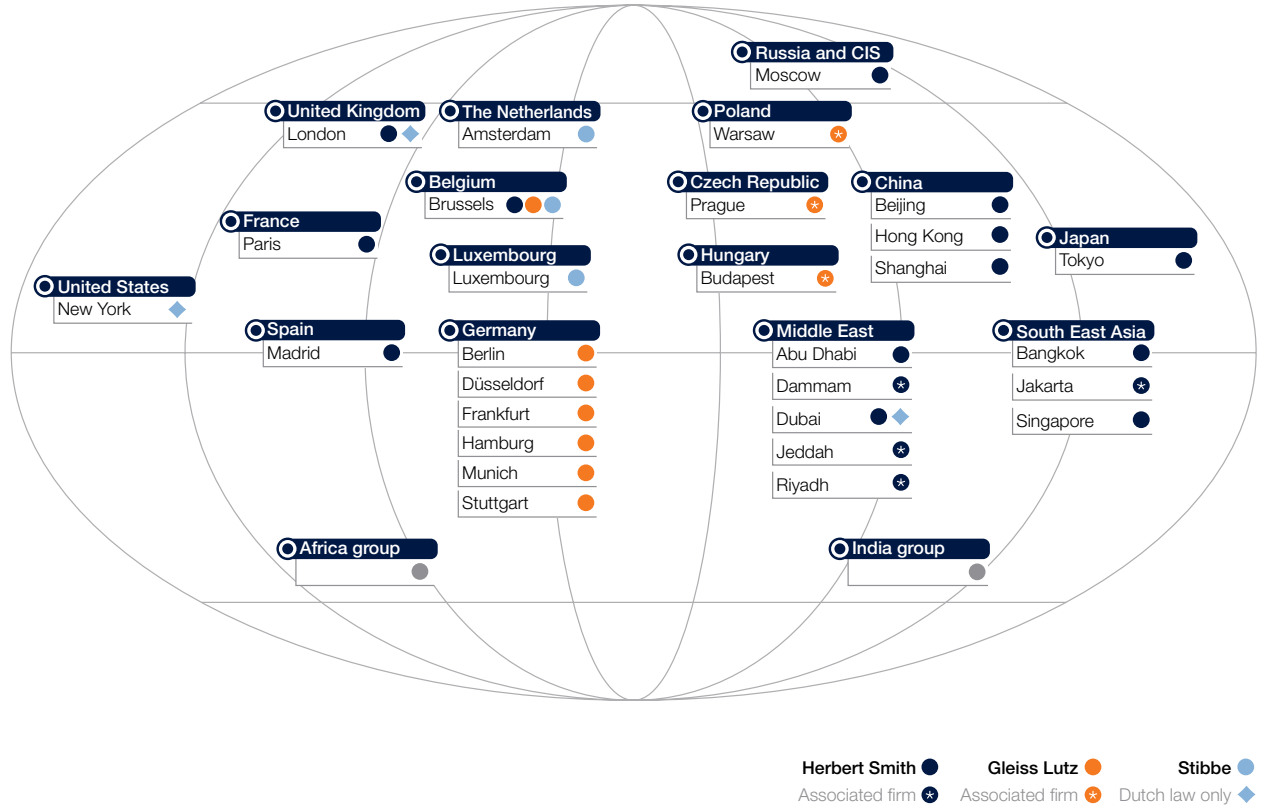 Russia and CIS
Moscow
United Kingdom
London
The Netherlands
Amsterdam
Poland
Warsaw
Belgium
Brussels
Czech Republic
Prague
China
Beijing
Hong Kong
Shanghai
France
Paris
Japan
Tokyo
Luxembourg
Luxembourg
Hungary
Budapest
United States
New York
Spain
Madrid
Germany
Berlin
Düsseldorf
Frankfurt
Hamburg
Munich
Stuttgart
Middle East
Abu Dhabi
Dammam
Dubai
Jeddah
Riyadh
South East Asia
Bangkok
Jakarta
Singapore
Africa group
India group
Herbert Smith Gleiss Lutz Stibbe
Associated firm Associated firm Dutch law only